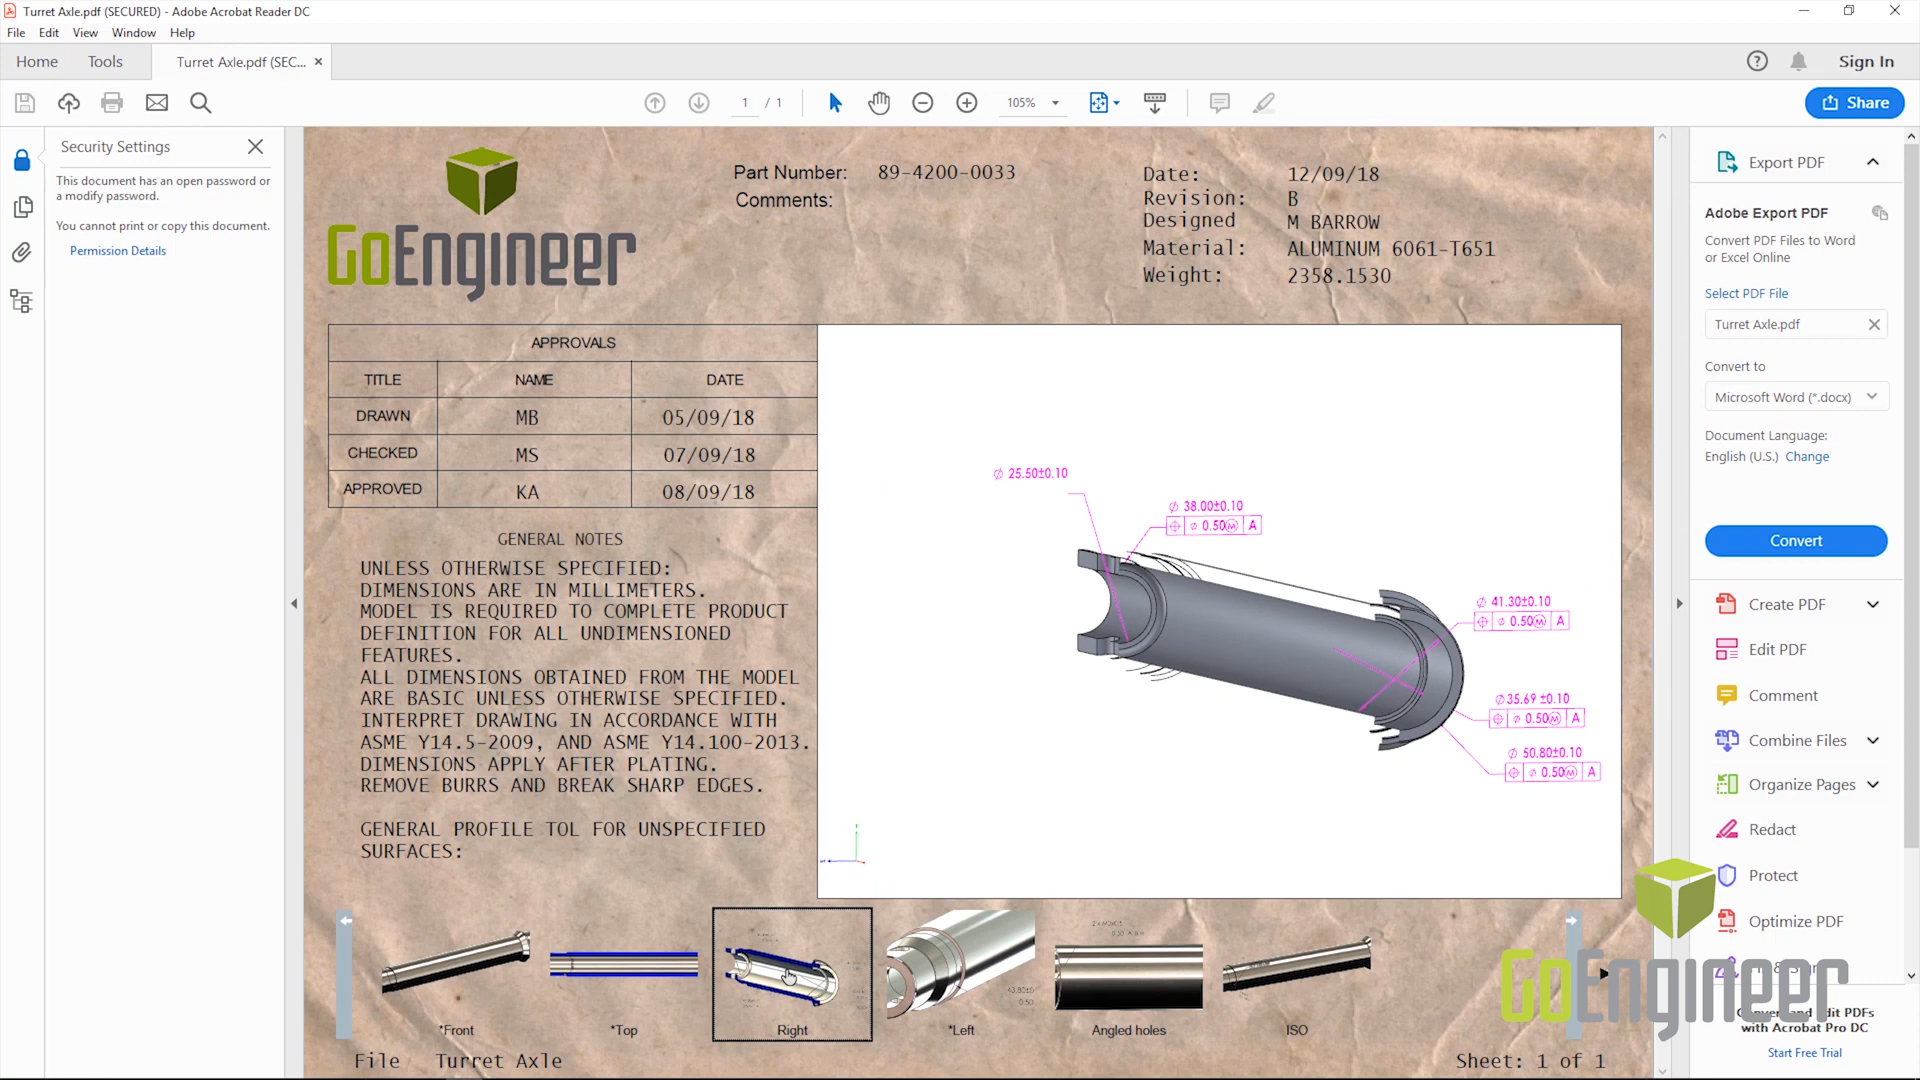 Turret Axle.pdf (SECURED) - Adobe Acrobat Reader DC
File Edit View Window Help
Home Tools Turret Axle.pdf (SEC... × Sign In
1 / 1 105% Share
Security Settings
This document has an open password or
a modify password.
You cannot print or copy this document.
Permission Details
GoEngineer
Part Number: 89-4200-0033
Comments:
Date: 12/09/18
Revision: B
Designed M BARROW
Material: ALUMINUM 6061-T651
Weight: 2358.1530
APPROVALS
TITLE NAME DATE
DRAWN MB 05/09/18
CHECKED MS 07/09/18
APPROVED KA 08/09/18
GENERAL NOTES
UNLESS OTHERWISE SPECIFIED:
DIMENSIONS ARE IN MILLIMETERS.
MODEL IS REQUIRED TO COMPLETE PRODUCT
DEFINITION FOR ALL UNDIMENSIONED
FEATURES.
ALL DIMENSIONS OBTAINED FROM THE MODEL
ARE BASIC UNLESS OTHERWISE SPECIFIED.
INTERPRET DRAWING IN ACCORDANCE WITH
ASME Y14.5-2009, AND ASME Y14.100-2013.
DIMENSIONS APPLY AFTER PLATING.
REMOVE BURRS AND BREAK SHARP EDGES.
GENERAL PROFILE TOL FOR UNSPECIFIED
SURFACES:
⌀ 25.50±0.10
⌀ 38.00±0.10
⌖ ⌀ 0.50Ⓜ A
⌀ 41.30±0.10
⌖ ⌀ 0.50Ⓜ A
⌀35.69 ±0.10
⌖ ⌀ 0.50Ⓜ A
⌀ 50.80±0.10
⌖ ⌀ 0.50Ⓜ A
*Front *Top Right *Left Angled holes ISO
File Turret Axle Sheet: 1 of 1
Export PDF
Adobe Export PDF
Convert PDF Files to Word
or Excel Online
Select PDF File
Turret Axle.pdf
Convert to
Microsoft Word (*.docx)
Document Language:
English (U.S.) Change
Convert
Create PDF
Edit PDF
Comment
Combine Files
Organize Pages
Redact
Protect
Optimize PDF
GoEngineer
with Acrobat Pro DC
Start Free Trial